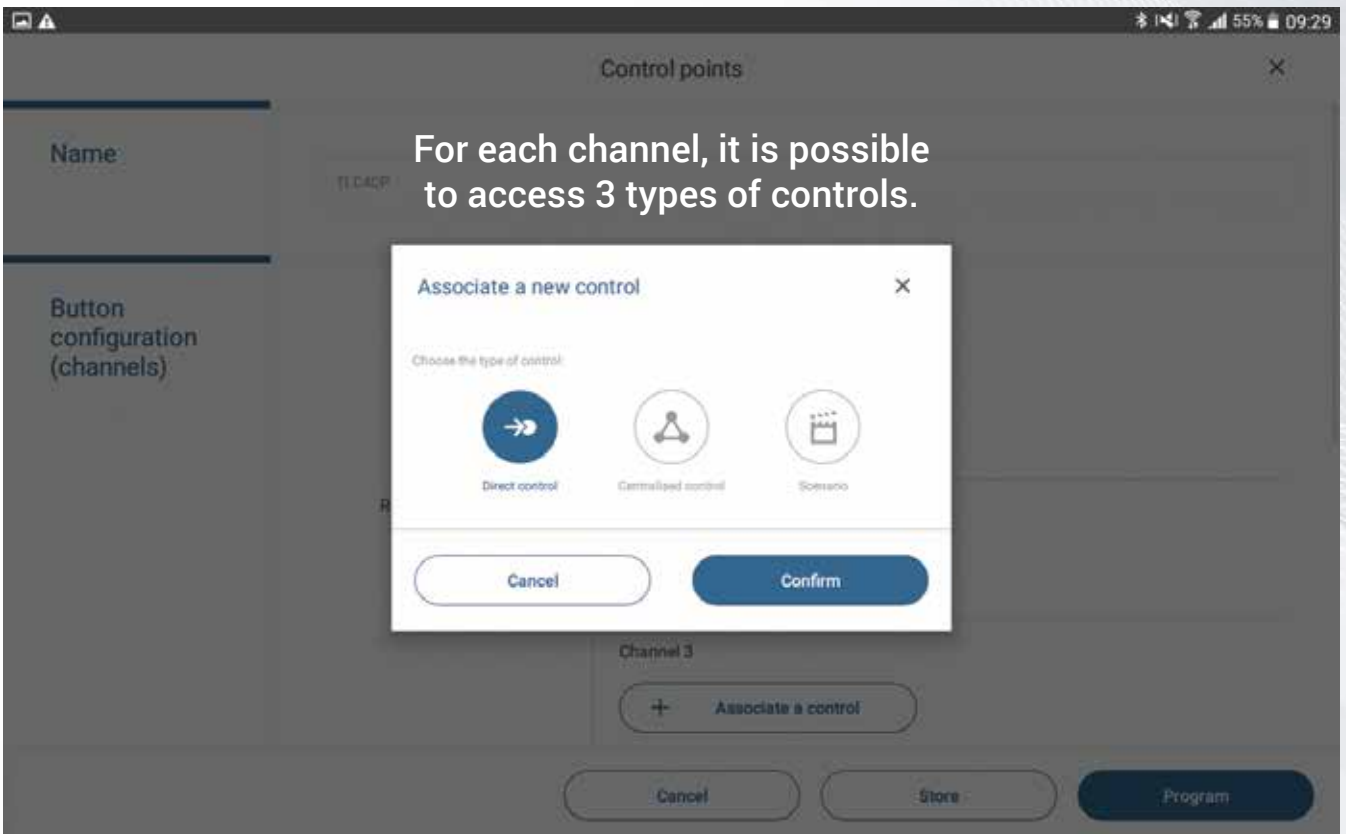 55% 09:29
Control points
Name
For each channel, it is possible
to access 3 types of controls.
Associate a new control
Button
configuration
(channels)
Choose the type of control:
Direct control
Centralised control
Scenario
R
Cancel
Confirm
Channel 3
+ Associate a control
Cancel
Store
Program